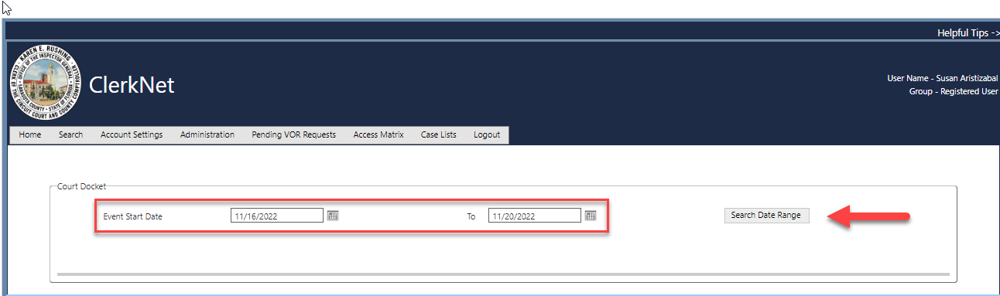 Helpful Tips ->
KAREN E. RUSHING
OFFICE OF THE INSPECTOR GENERAL
SARASOTA COUNTY · STATE OF FLORIDA
CLERK OF THE CIRCUIT COURT AND COUNTY COMPTROLLER
ClerkNet
User Name - Susan Aristizabal
Group - Registered User
Home Search Account Settings Administration Pending VOR Requests Access Matrix Case Lists Logout
Court Docket
Event Start Date 11/16/2022 To 11/20/2022 Search Date Range